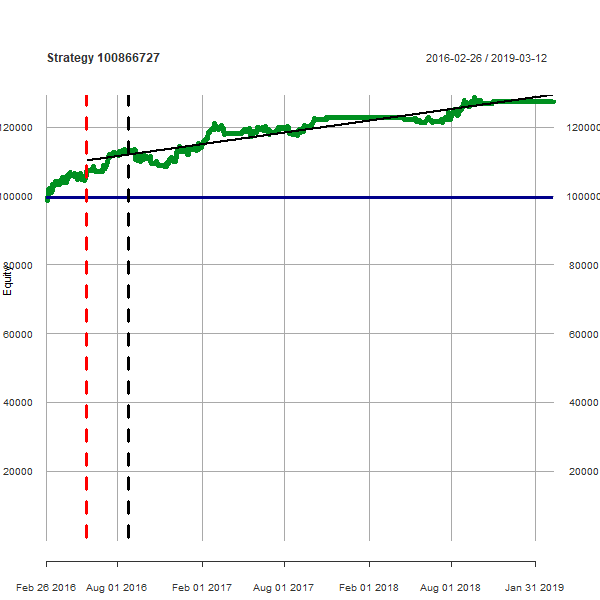 Strategy 100866727
2016-02-26 / 2019-03-12
120000
120000
100000
100000
80000
80000
Equity
60000
60000
40000
40000
20000
20000
Feb 26 2016
Aug 01 2016
Feb 01 2017
Aug 01 2017
Feb 01 2018
Aug 01 2018
Jan 31 2019